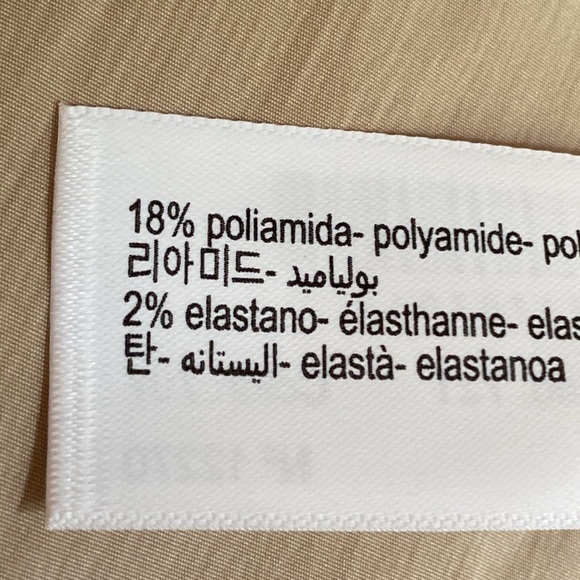 18% poliamida- polyamide- pol
리아미드- بولياميد
2% elastano- élasthanne- elas
탄- اليستانه- elastà- elastanoa